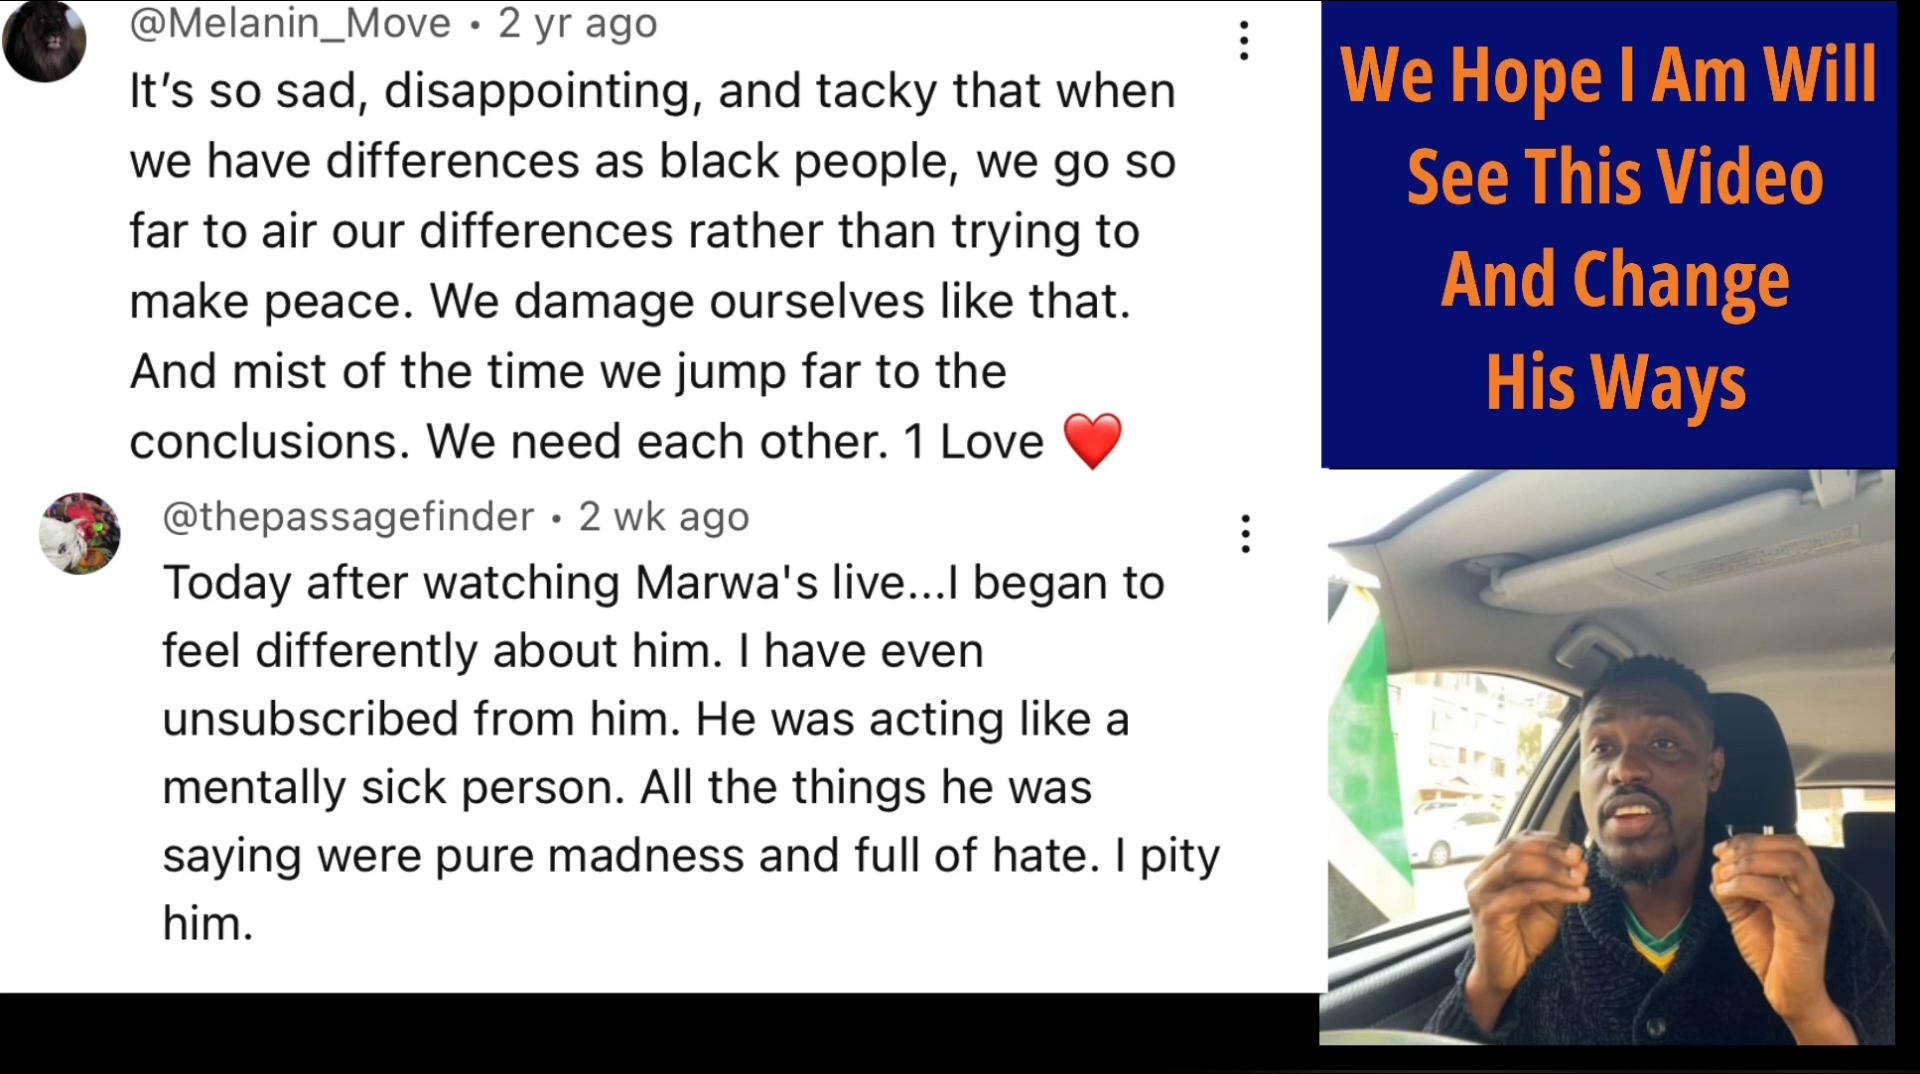 @Melanin_Move • 2 yr ago
It’s so sad, disappointing, and tacky that when
we have differences as black people, we go so
far to air our differences rather than trying to
make peace. We damage ourselves like that.
And mist of the time we jump far to the
conclusions. We need each other. 1 Love ❤️
@thepassagefinder • 2 wk ago
Today after watching Marwa's live...I began to
feel differently about him. I have even
unsubscribed from him. He was acting like a
mentally sick person. All the things he was
saying were pure madness and full of hate. I pity
him.
We Hope I Am Will
See This Video
And Change
His Ways